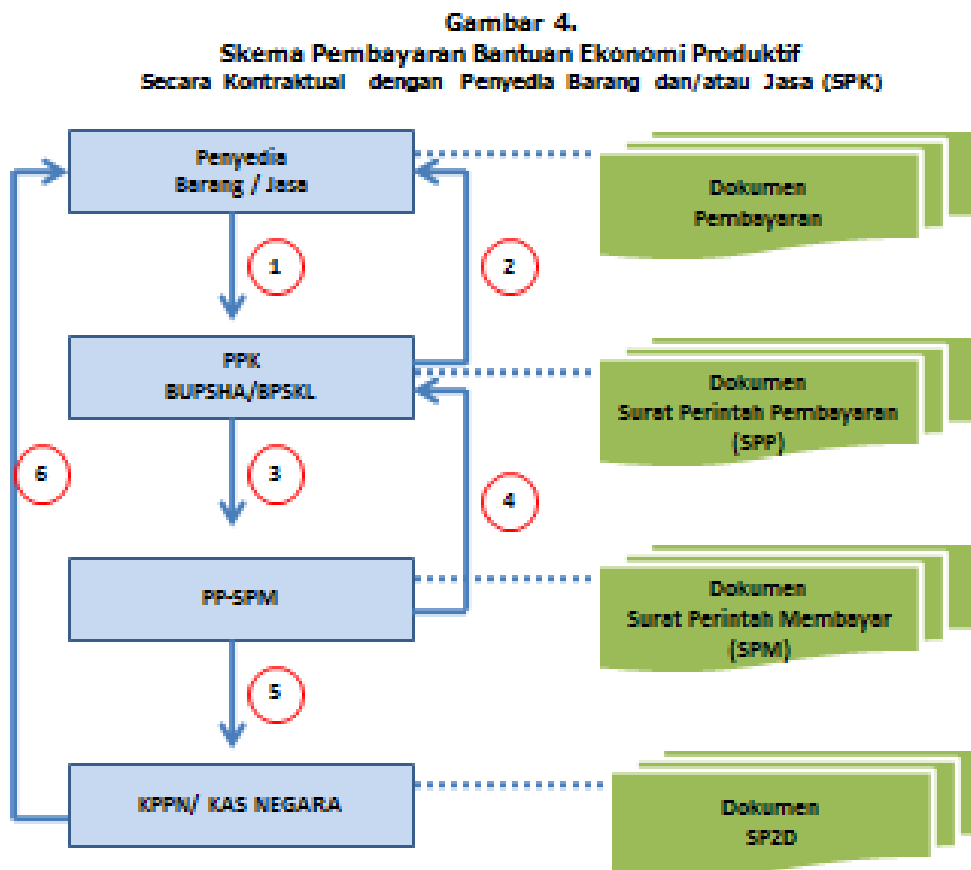 Gambar 4.
Skema Pembayaran Bantuan Ekonomi Produktif
Secara Kontraktual dengan Penyedia Barang dan/atau Jasa (SPK)
Penyedia
Barang / Jasa
Dokumen
Pembayaran
1
2
PPK
BUPSHA/BPSKL
Dokumen
Surat Perintah Pembayaran
(SPP)
6
3
4
PP-SPM
Dokumen
Surat Perintah Membayar
(SPM)
5
KPPN/ KAS NEGARA
Dokumen
SP2D